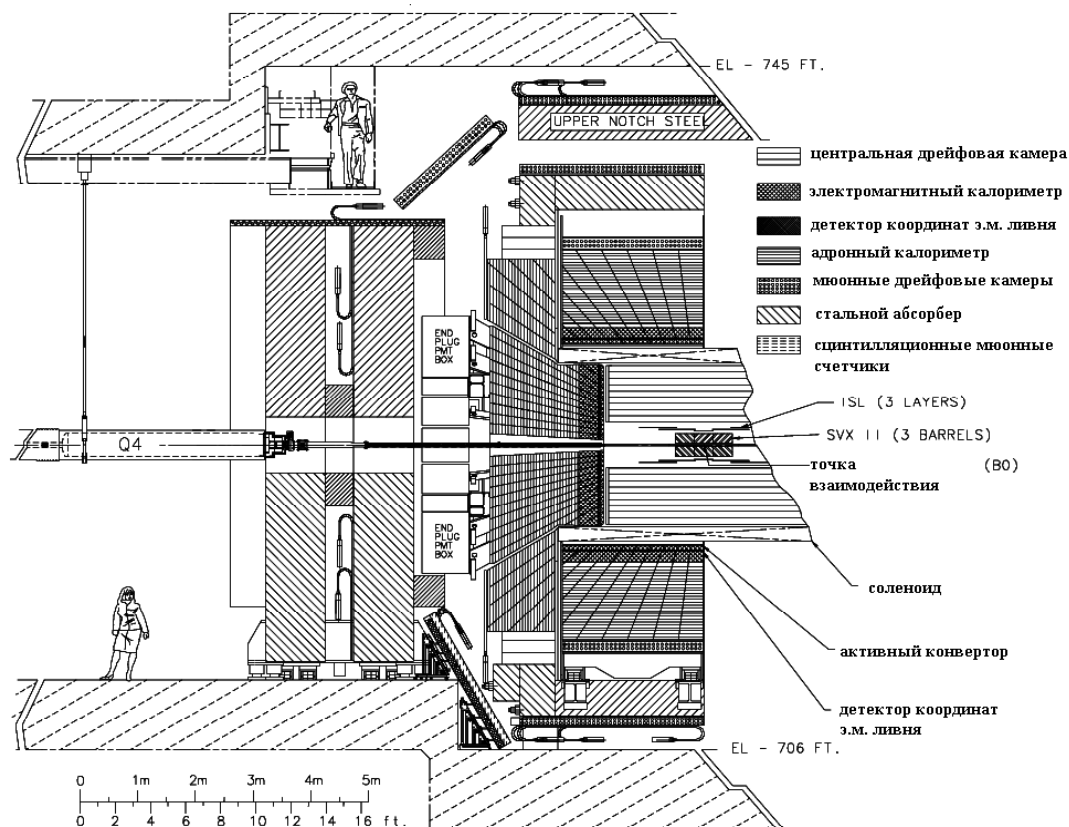 EL - 745 FT.
UPPER NOTCH STEEL
центральная дрейфовая камера
электромагнитный калориметр
детектор координат э.м. ливня
адронный калориметр
мюонные дрейфовые камеры
стальной абсорбер
сцинтилляционные мюонные
счетчики
END
PLUG
PMT
BOX
ISL (3 LAYERS)
Q4
SVX II (3 BARRELS)
точка
взаимодействия
(B0)
END
PLUG
PMT
BOX
соленоид
активный конвертор
детектор координат
э.м. ливня
EL - 706 FT.
0 1m 2m 3m 4m 5m
0 2 4 6 8 10 12 14 16 ft.